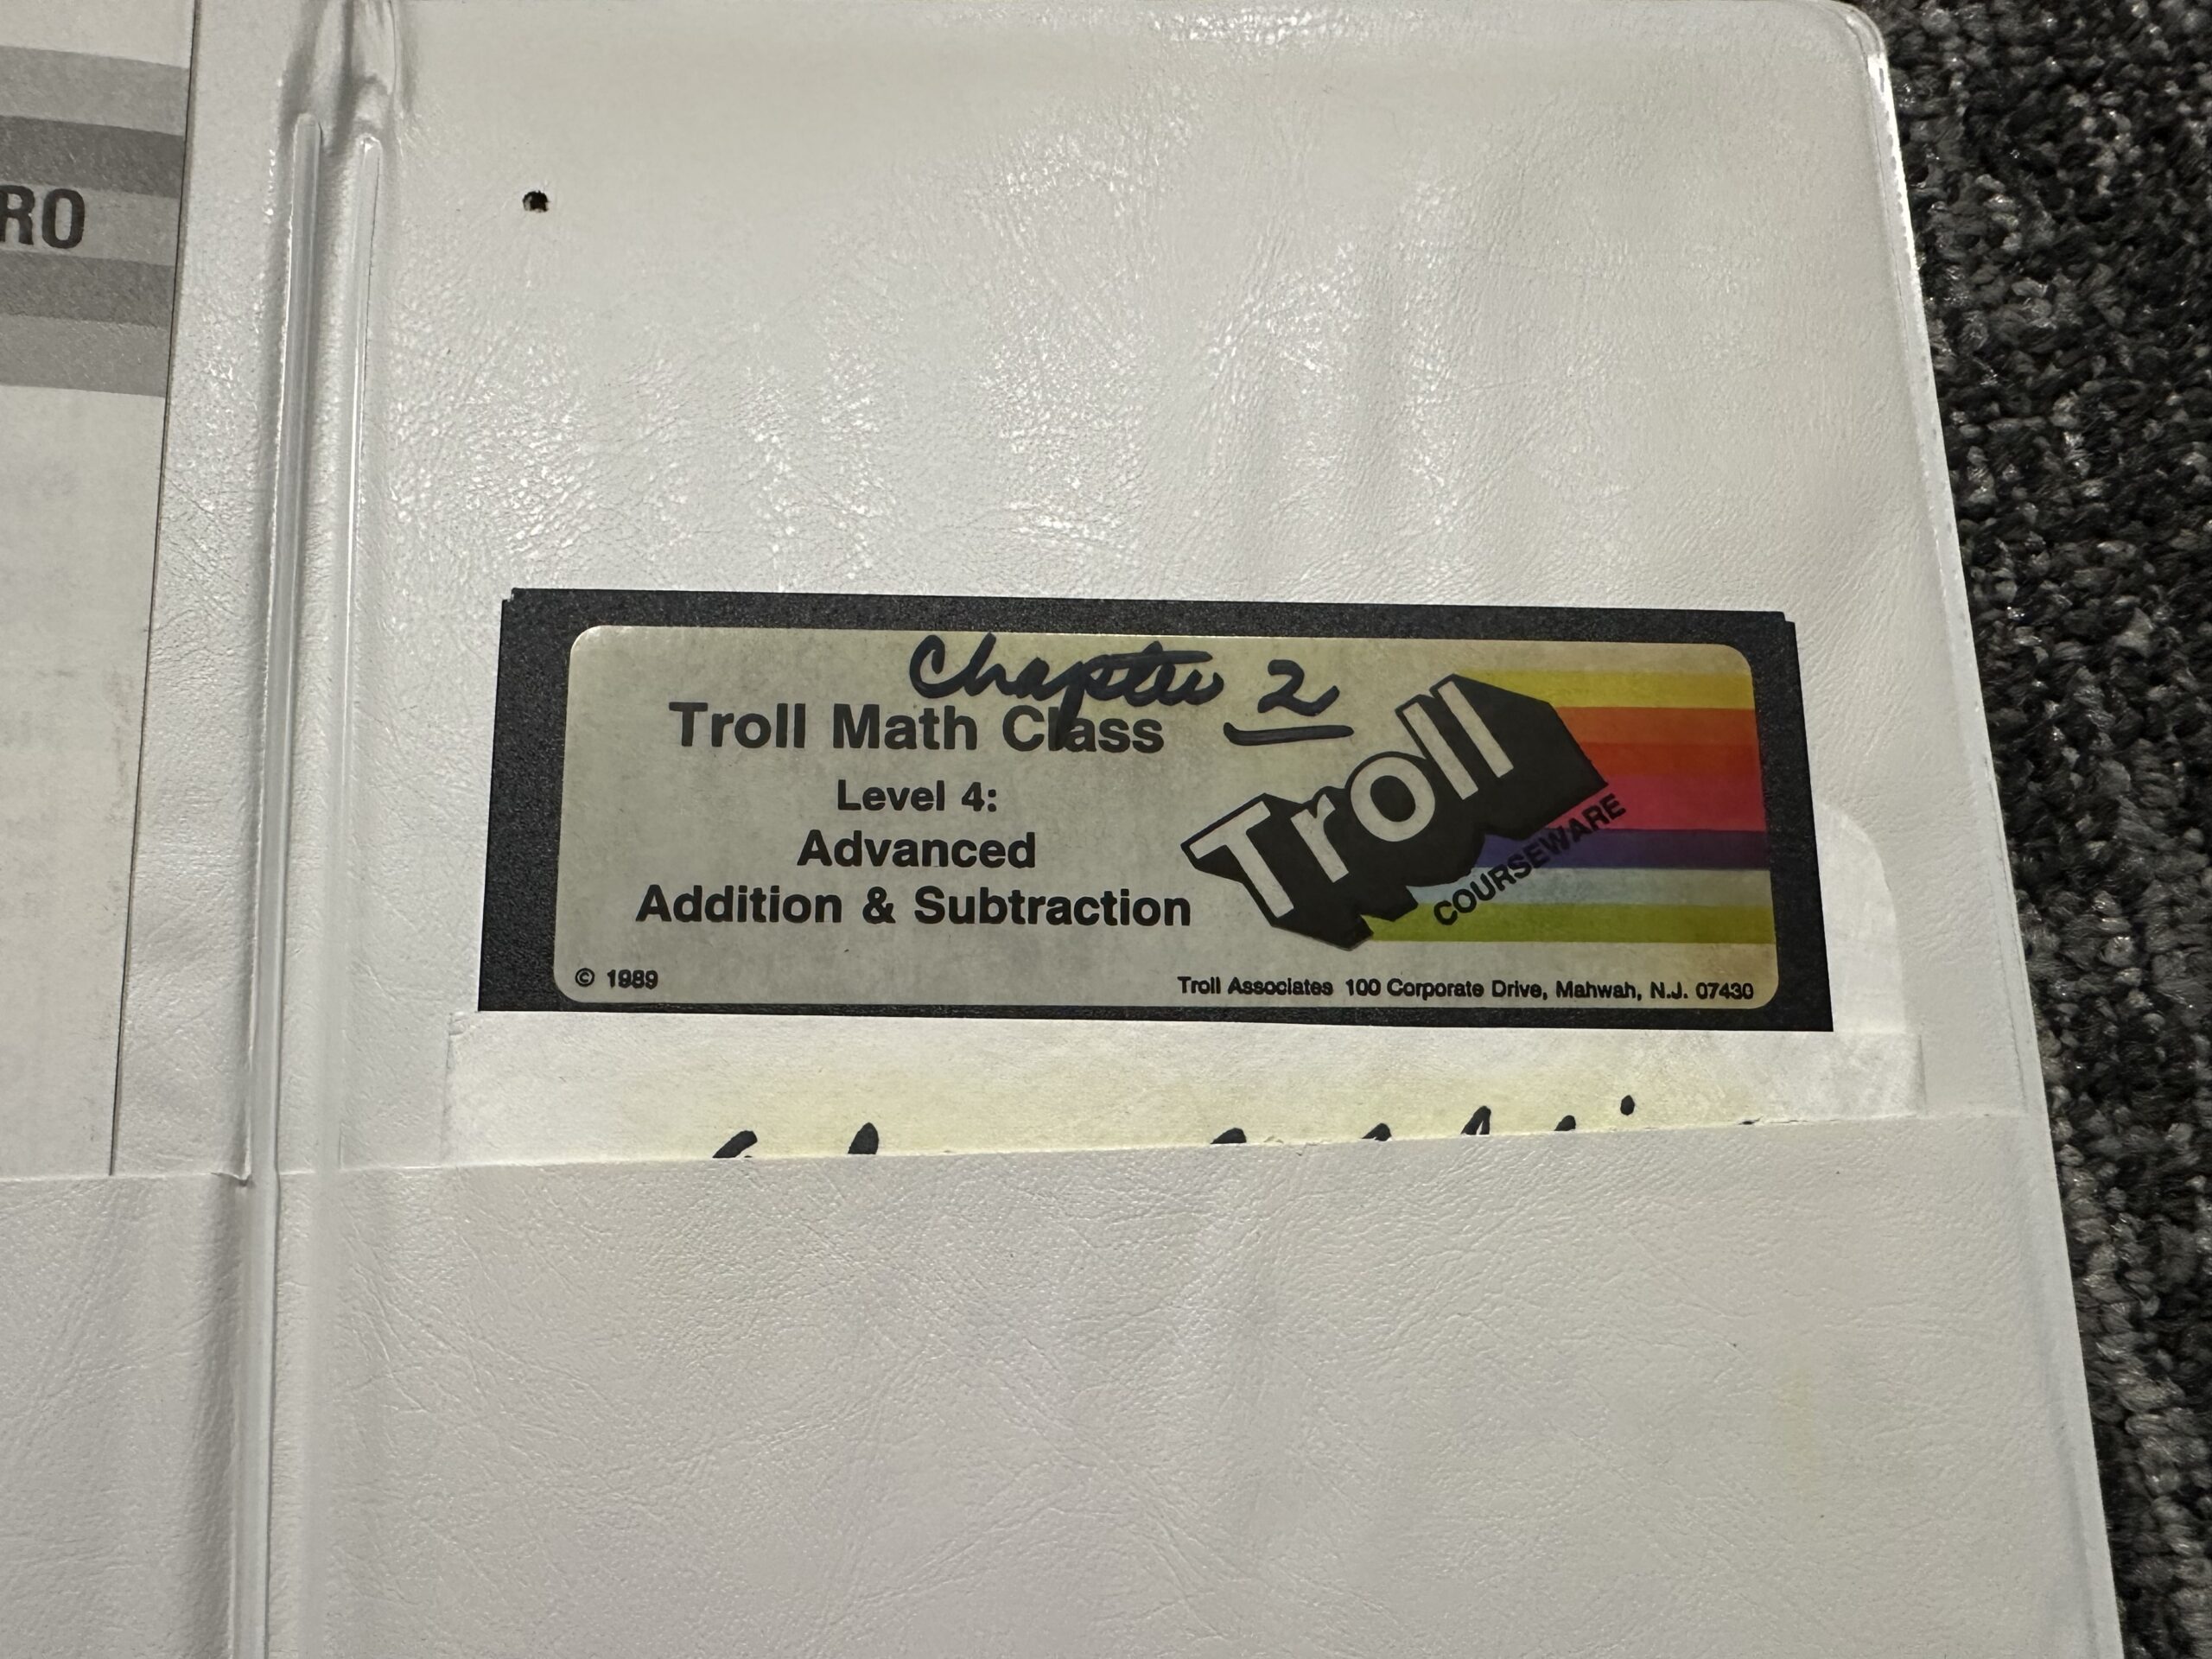 RO
Chapter 2
Troll Math Class
Level 4:
Advanced
Addition & Subtraction
Troll
COURSEWARE
© 1989
Troll Associates 100 Corporate Drive, Mahwah, N.J. 07430